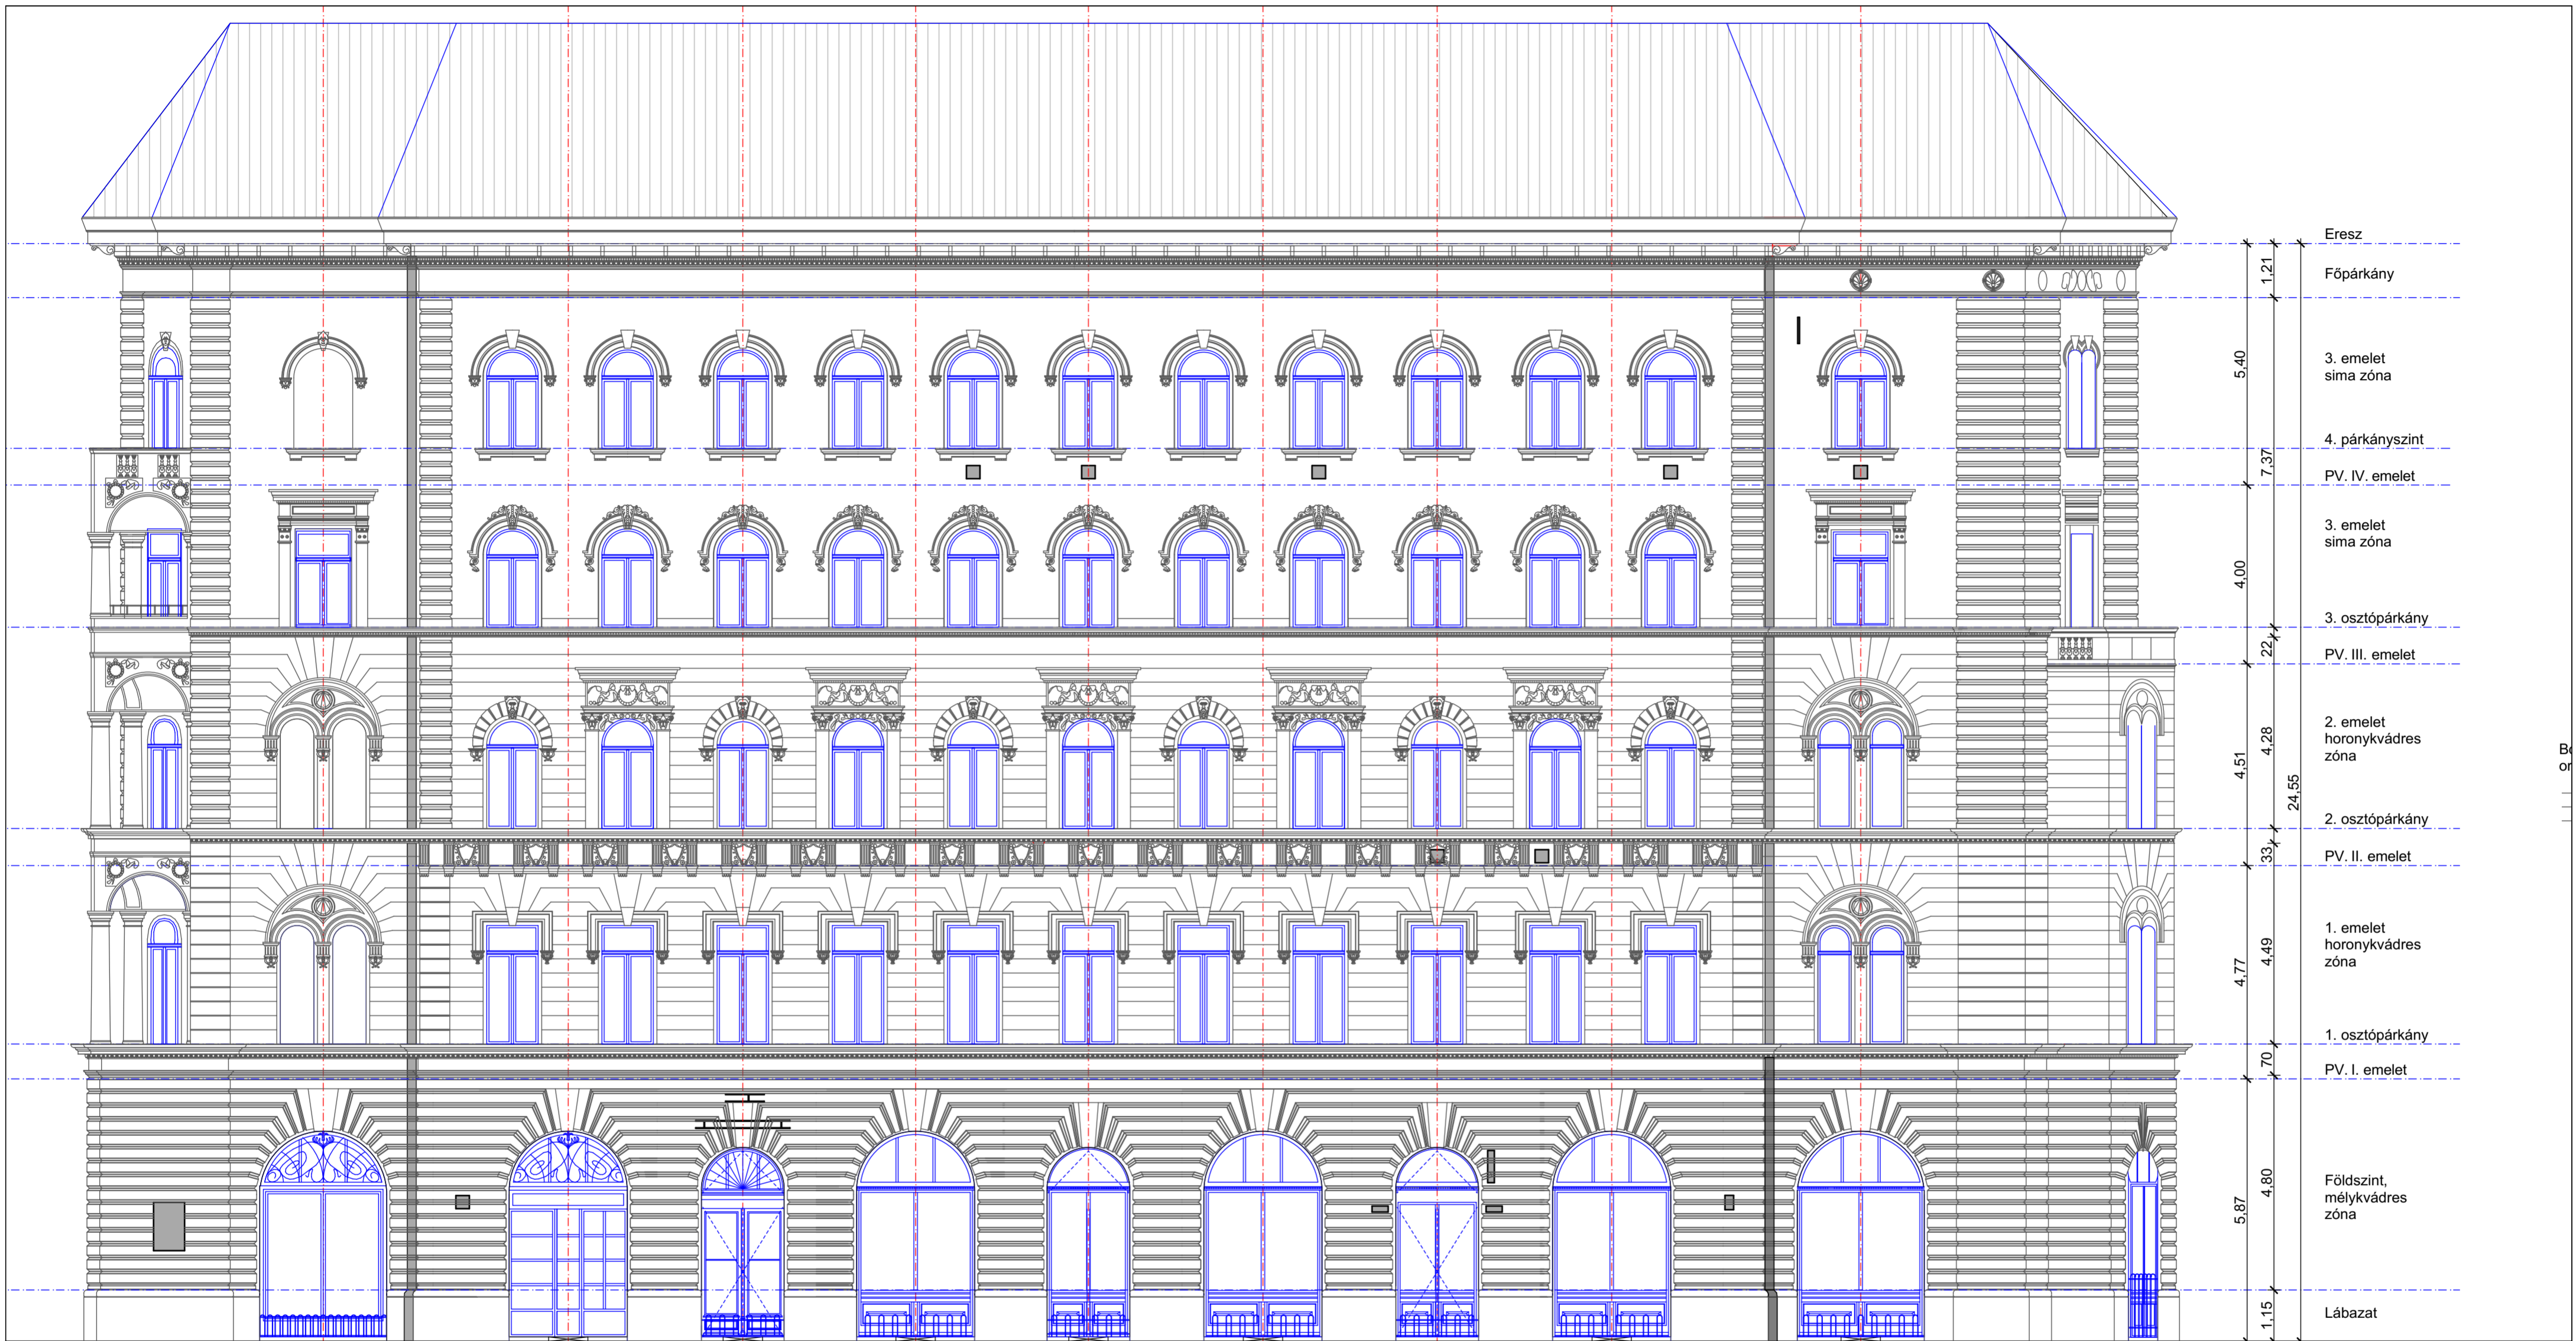 Eresz
1,21
Főpárkány
5,40
3. emelet
sima zóna
4. párkányszint
7,37
PV. IV. emelet
3. emelet
sima zóna
4,00
3. osztópárkány
22
PV. III. emelet
2. emelet
horonykvádres
zóna
4,51
4,28
24,55
Bo
or
2. osztópárkány
33
PV. II. emelet
1. emelet
horonykvádres
zóna
4,77
4,49
1. osztópárkány
70
PV. I. emelet
Földszint,
mélykvádres
zóna
5,87
4,80
1,15
Lábazat